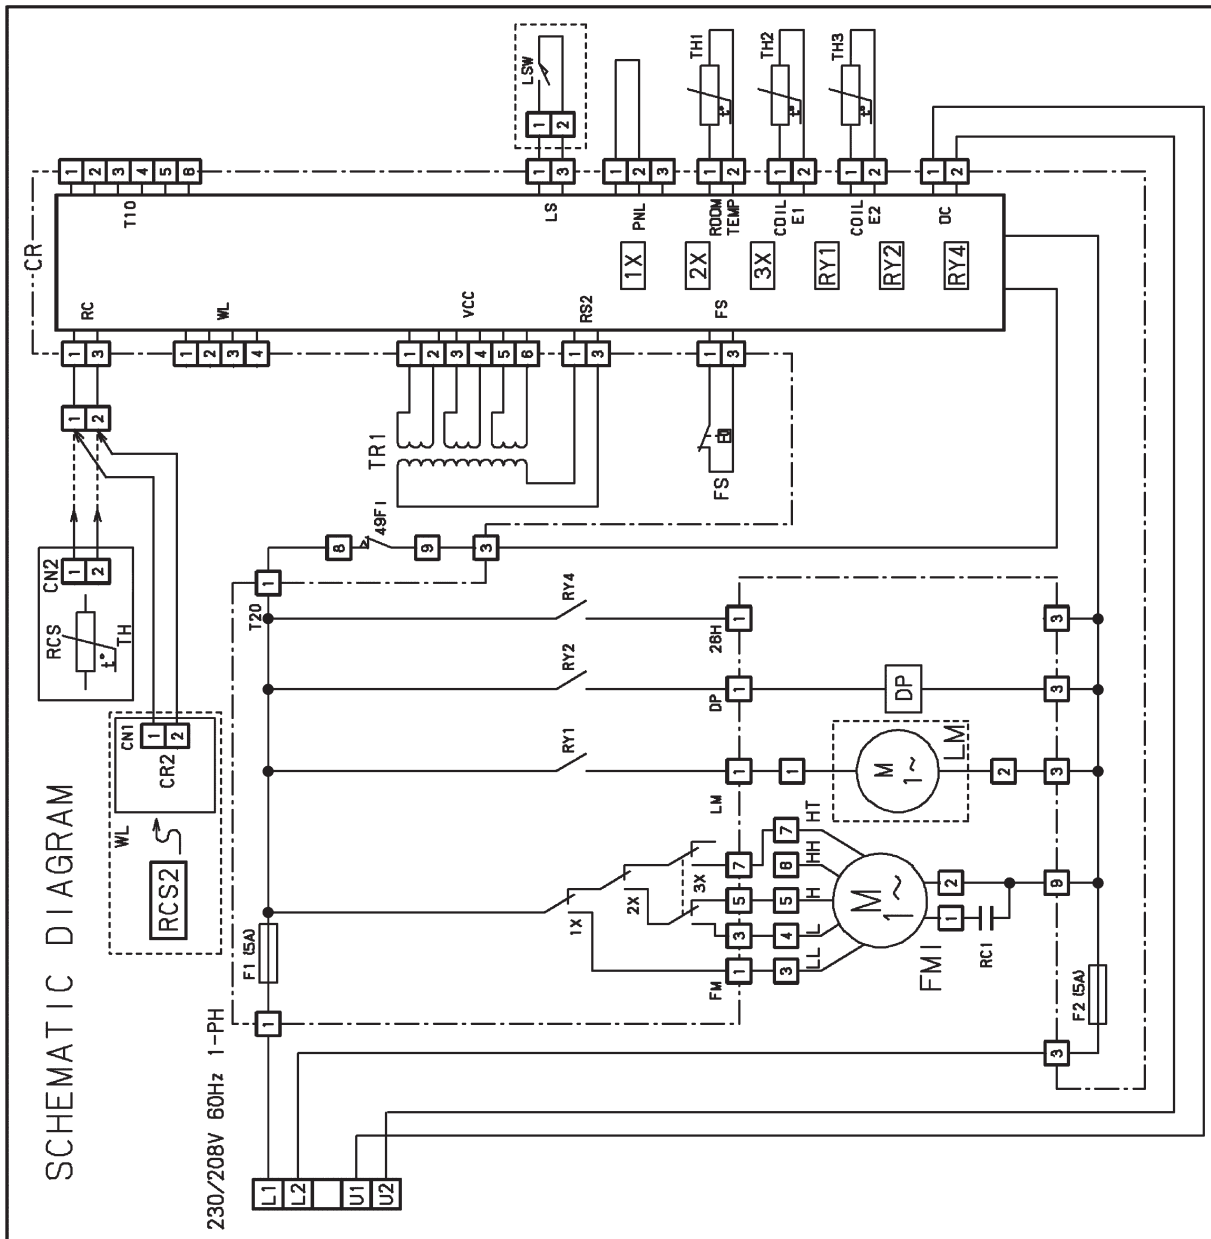 SCHEMATIC DIAGRAM
230/208V 60Hz 1-PH
L1
L2
U1
U2
RCS2
WL
CN1
1
2
CR2
RCS
TH
t°
CN2
1
2
1
2
CR
RC
1
3
WL
1
2
3
4
VCC
1
2
3
4
5
6
RS2
1
3
FS
1
3
FS
TR1
T10
1
2
3
4
5
6
LS
1
3
LSW
1
2
PNL
1
2
3
ROOM
TEMP
1
2
TH1
t°
COIL
E1
1
2
TH2
t°
COIL
E2
1
2
TH3
t°
DC
1
2
1X
2X
3X
RY1
RY2
RY4
1
F1 (5A)
T20
1
8
49FI
9
3
RY4
26H
1
3
RY2
DP
1
DP
3
RY1
LM
1
1
M
1~
LM
2
3
1X
2X
3X
FM
1
3
5
7
3
4
5
8
7
LL
L
H
HH
HT
M
1~
FMI
1
2
RC1
9
F2 (5A)
3